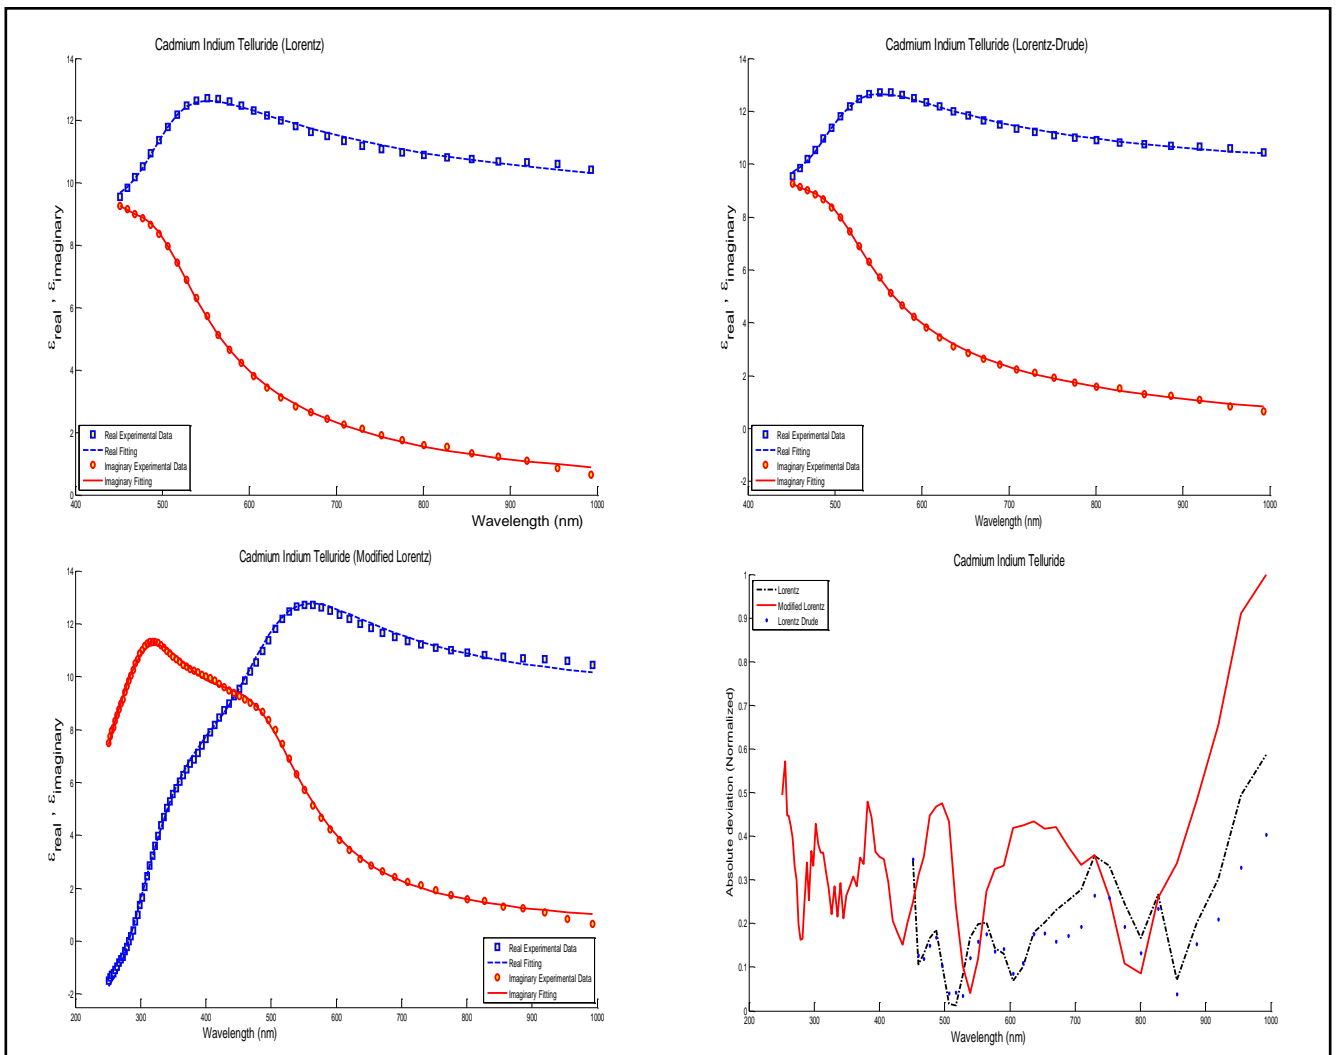 Cadmium Indium Telluride (Lorentz)
14
12
10
8
6
4
2
0
εreal , εimaginary
Real Experimental Data
Real Fitting
Imaginary Experimental Data
Imaginary Fitting
400 500 600 700 800 900 1000
Wavelength (nm)
Cadmium Indium Telluride (Lorentz-Drude)
14
12
10
8
6
4
2
0
-2
εreal , εimaginary
Real Experimental Data
Real Fitting
Imaginary Experimental Data
Imaginary Fitting
400 500 600 700 800 900 1000
Wavelength (nm)
Cadmium Indium Telluride (Modified Lorentz)
14
12
10
8
6
4
2
0
-2
εreal , εimaginary
Real Experimental Data
Real Fitting
Imaginary Experimental Data
Imaginary Fitting
200 300 400 500 600 700 800 900 1000
Wavelength (nm)
Cadmium Indium Telluride
1
0.9
0.8
0.7
0.6
0.5
0.4
0.3
0.2
0.1
0
Absolute deviation (Normalized)
Lorentz
Modified Lorentz
Lorentz Drude
200 300 400 500 600 700 800 900 1000
Wavelength (nm)